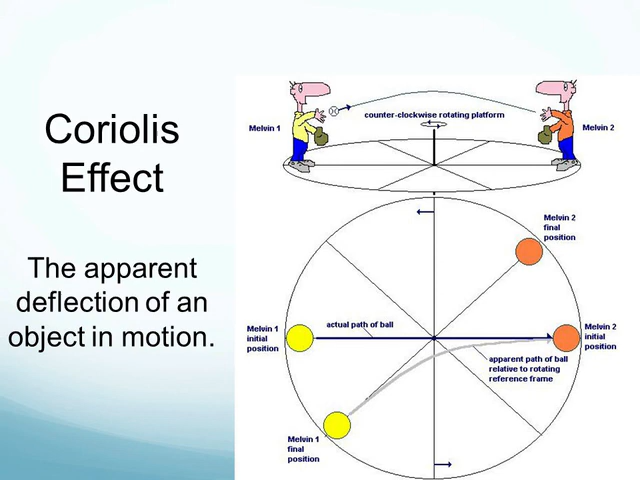 Coriolis
Effect
The apparent
deflection of an
object in motion.
counter-clockwise rotating platform
Melvin 1
Melvin 2
Melvin 2
final
position
Melvin 1
initial
position
actual path of ball
Melvin 2
initial
position
apparent path of ball
relative to rotating
reference frame
Melvin 1
final
position